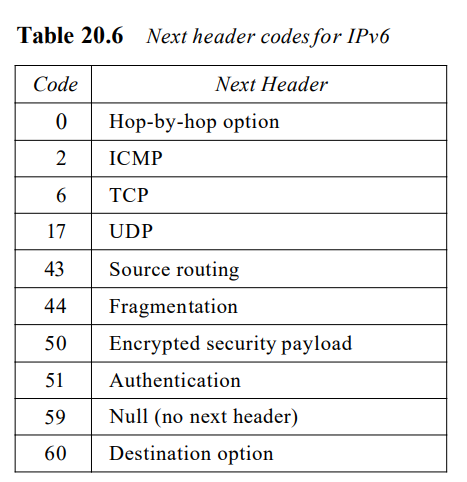 Table 20.6 Next header codes for IPv6
Code Next Header
0 Hop-by-hop option
2 ICMP
6 TCP
17 UDP
43 Source routing
44 Fragmentation
50 Encrypted security payload
51 Authentication
59 Null (no next header)
60 Destination option